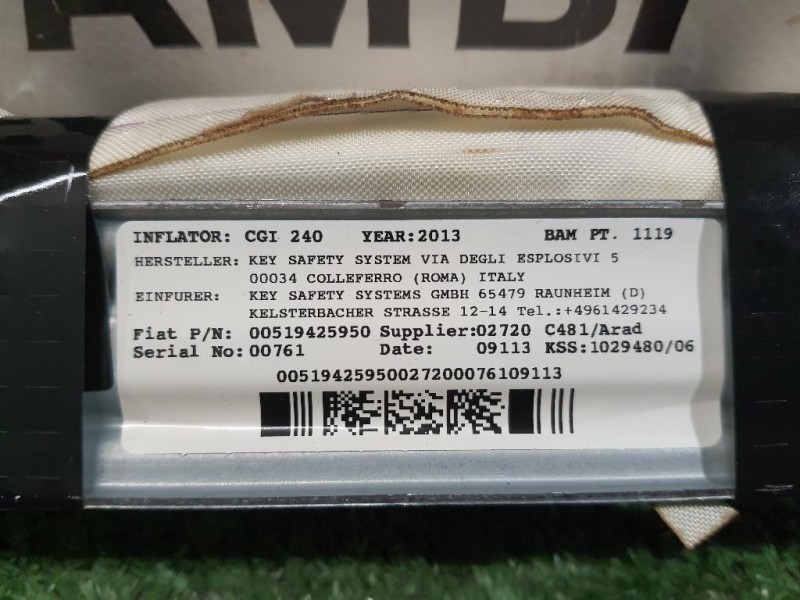 AMBI
INFLATOR: CGI 240 YEAR:2013 BAM PT. 1119
HERSTELLER: KEY SAFETY SYSTEM VIA DEGLI ESPLOSIVI 5
00034 COLLEFERRO (ROMA) ITALY
EINFURER: KEY SAFETY SYSTEMS GMBH 65479 RAUNHEIM (D)
KELSTERBACHER STRASSE 12-14 Tel.:+4961429234
Fiat P/N: 00519425950 Supplier:02720 C481/Arad
Serial No: 00761 Date: 09113 KSS:1029480/06
00519425950027200076109113